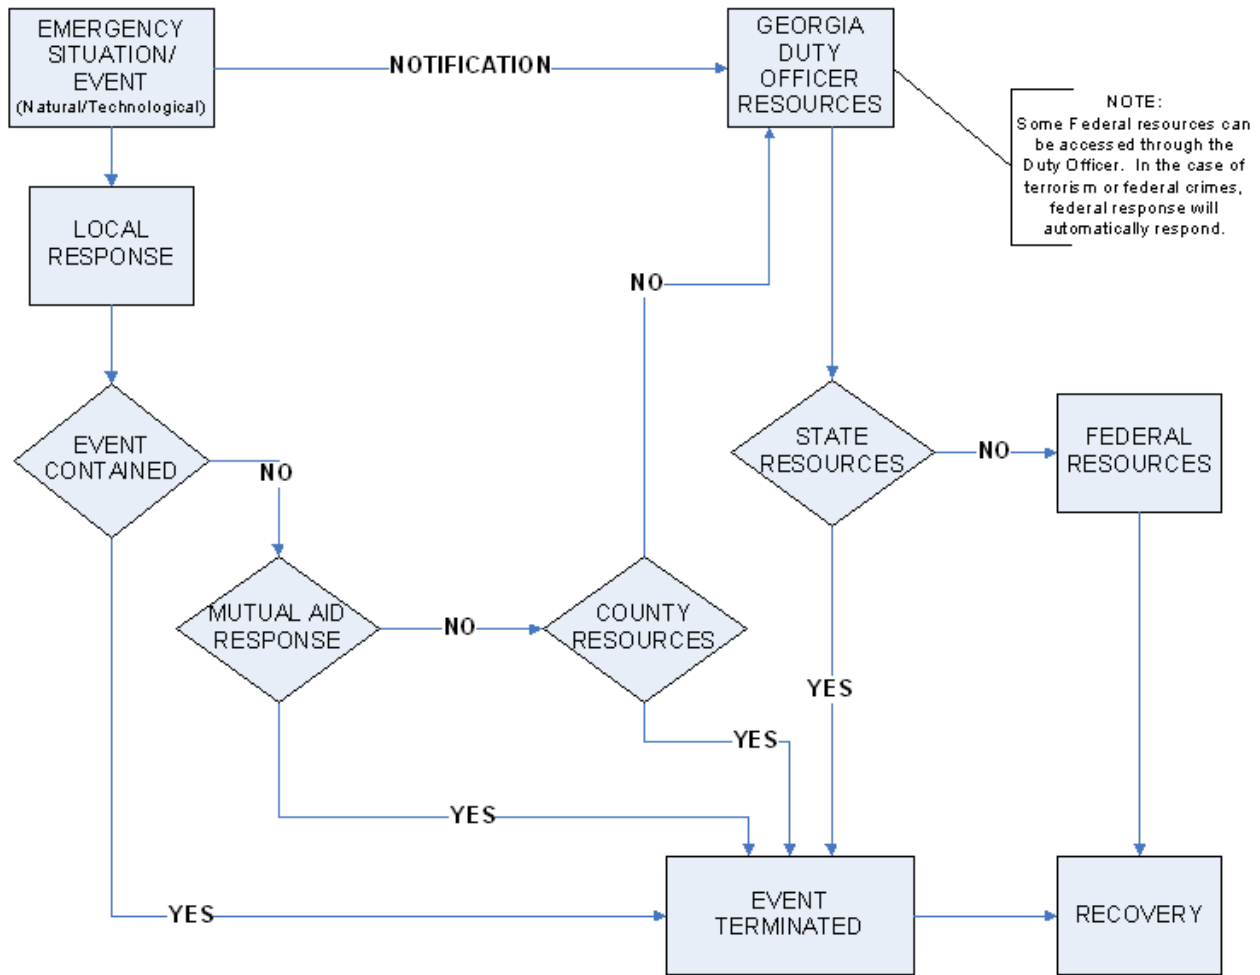 EMERGENCY
SITUATION/
EVENT
(Natural/Technological)
NOTIFICATION
GEORGIA
DUTY
OFFICER
RESOURCES
NOTE:
Some Federal resources can
be accessed through the
Duty Officer. In the case of
terrorism or federal crimes,
federal response will
automatically respond.
LOCAL
RESPONSE
NO
EVENT
CONTAINED
NO
STATE
RESOURCES
NO
FEDERAL
RESOURCES
MUTUAL AID
RESPONSE
NO
COUNTY
RESOURCES
YES
YES
YES
YES
EVENT
TERMINATED
RECOVERY